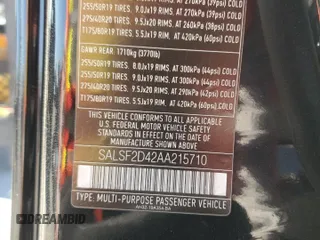 255/50R19 TIRES. 9.0Jx19 RIMS. AT 270kPa (39psi)
275/40R20 TIRES. 9.5Jx20 RIMS. AT 260kPa (38psi) COLD
T175/80R19 TIRES. 5.5Jx19 RIM. AT 420kPa (60psi) COLD
GAWR REAR. 1710kg (3770lb)
255/50R19 TIRES. 8.0Jx19 RIMS AT 300kPa (44psi) COLD
255/50R19 TIRES. 9.0Jx19 RIMS AT 300kPa (44psi) COLD
275/40R20 TIRES. 9.5Jx20 RIMS AT 290kPa (42psi) COLD
T175/80R19 TIRES. 5.5Jx19 RIM AT 420kPa (60psi) COLD
THIS VEHICLE CONFORMS TO ALL APPLICABLE
U.S. FEDERAL MOTOR VEHICLE SAFETY STANDARDS
IN EFFECT ON THE DATE OF MANUFACTURE
SHOWN ABOVE
SALSF2D42AA215710
TYPE: MULTI-PURPOSE PASSENGER VEHICLE
DREAMBID